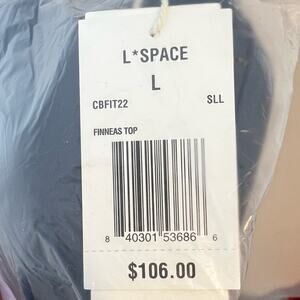 L*SPACE
L
CBFIT22 SLL
FINNEAS TOP
8 40301 53686 6
$106.00